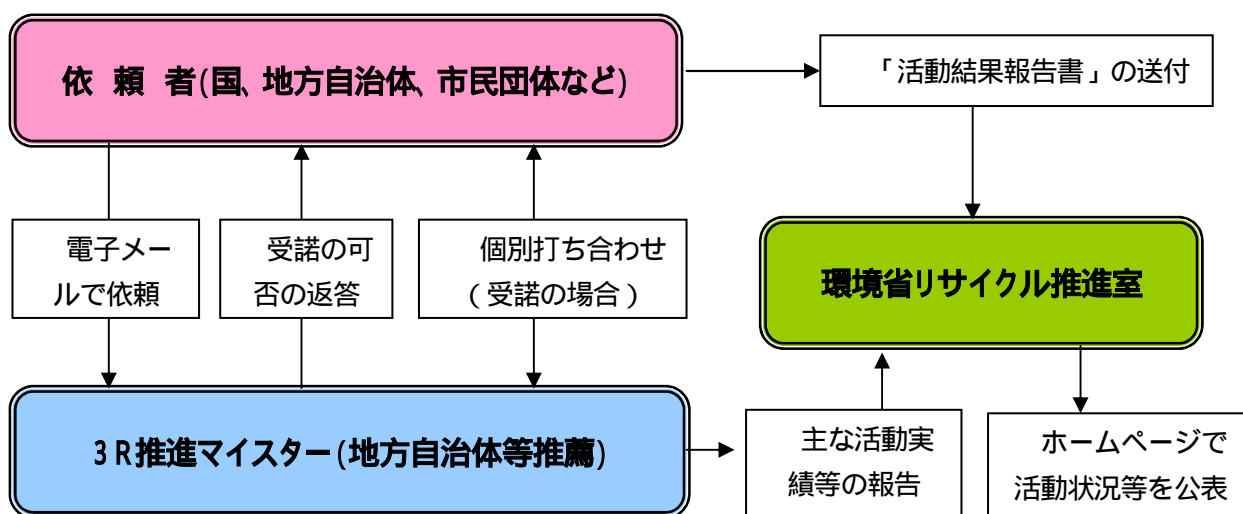 依 頼 者(国、地方自治体、市民団体など)
「活動結果報告書」の送付
電子メー
ルで依頼
受諾の可
否の返答
個別打ち合わせ
(受諾の場合)
環境省リサイクル推進室
3R推進マイスター(地方自治体等推薦)
主な活動実
績等の報告
ホームページで
活動状況等を公表